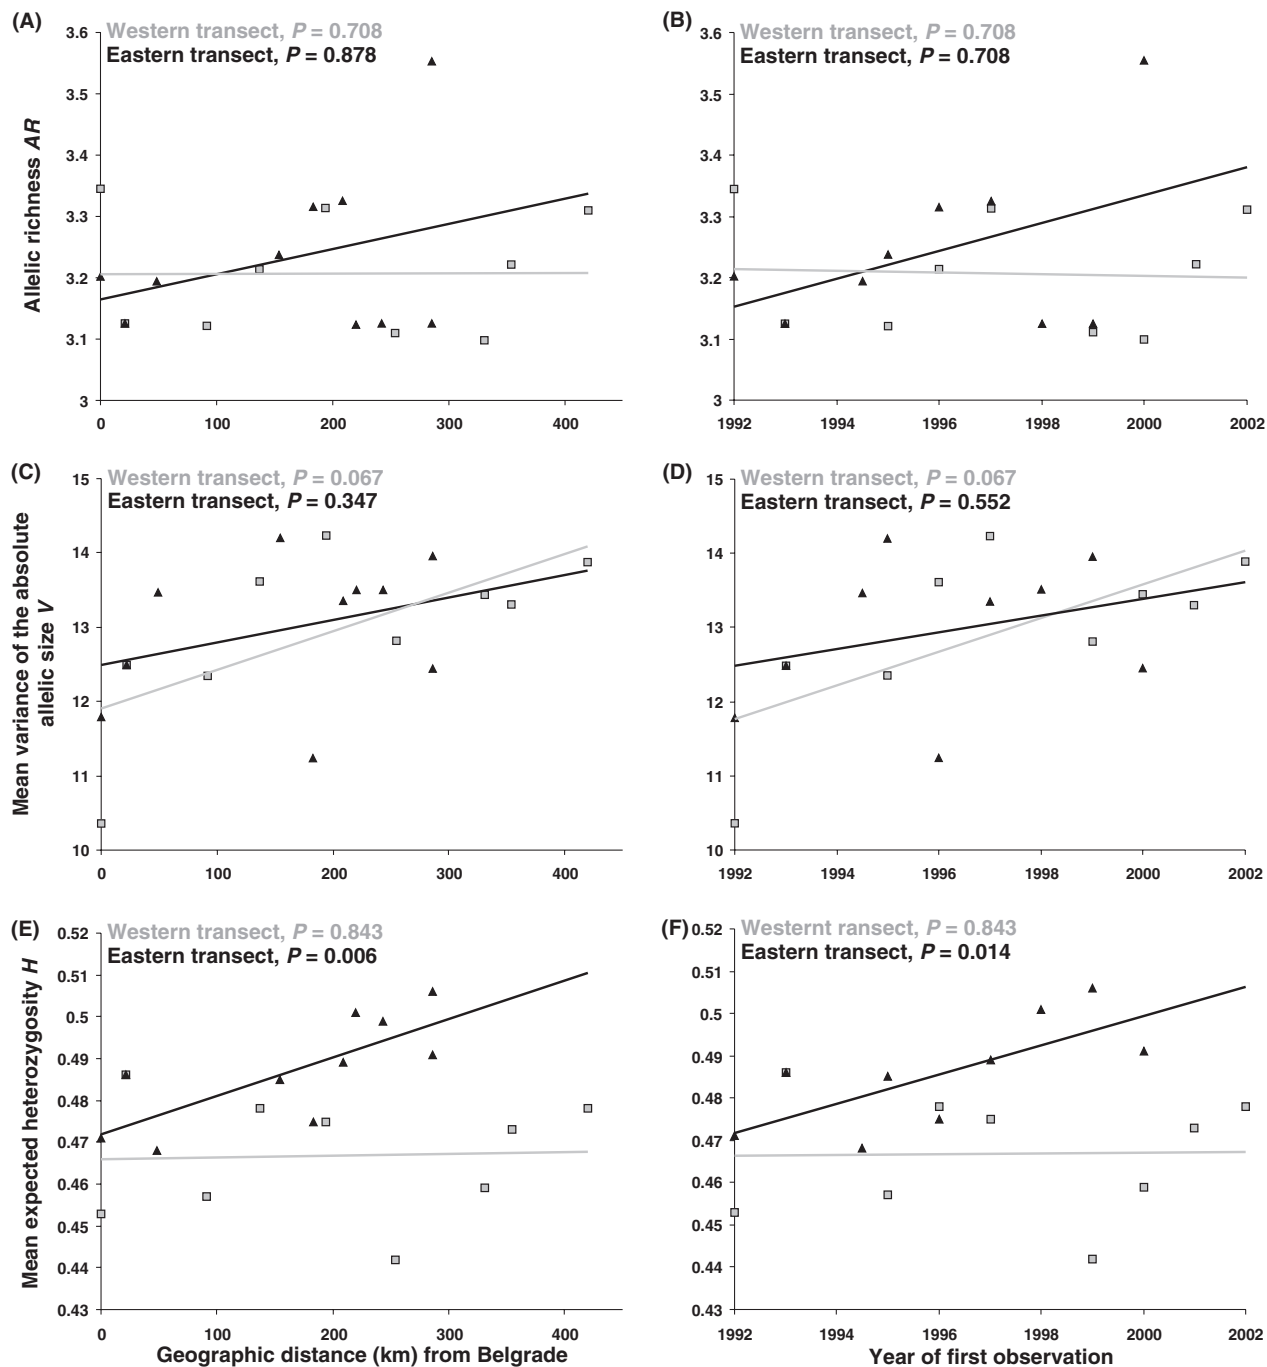 (A)
Western transect, P = 0.708
Eastern transect, P = 0.878
3.6
3.5
3.4
3.3
3.2
3.1
3
0 100 200 300 400
Allelic richness AR
(B)
Western transect, P = 0.708
Eastern transect, P = 0.708
3.6
3.5
3.4
3.3
3.2
3.1
3
1992 1994 1996 1998 2000 2002
(C)
Western transect, P = 0.067
Eastern transect, P = 0.347
15
14
13
12
11
10
0 100 200 300 400
Mean variance of the absolute
allelic size V
(D)
Western transect, P = 0.067
Eastern transect, P = 0.552
15
14
13
12
11
10
1992 1994 1996 1998 2000 2002
(E)
Western transect, P = 0.843
Eastern transect, P = 0.006
0.52
0.51
0.5
0.49
0.48
0.47
0.46
0.45
0.44
0.43
0 100 200 300 400
Mean expected heterozygosity H
Geographic distance (km) from Belgrade
(F)
Westernt ransect, P = 0.843
Eastern transect, P = 0.014
0.52
0.51
0.5
0.49
0.48
0.47
0.46
0.45
0.44
0.43
1992 1994 1996 1998 2000 2002
Year of first observation